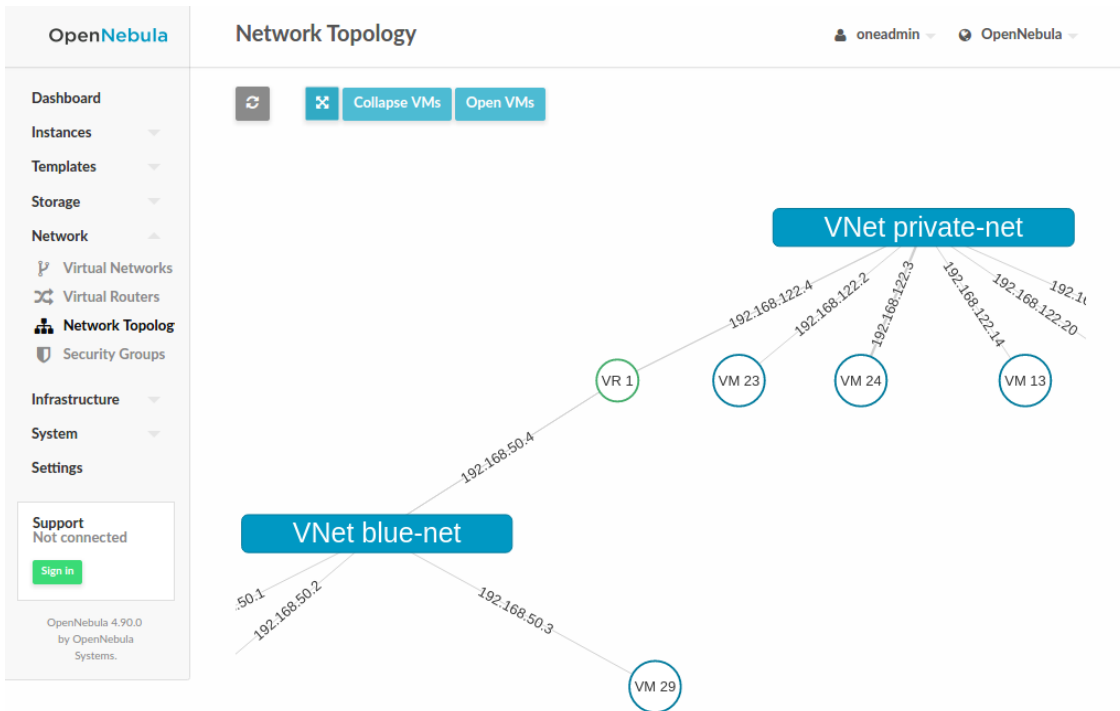 OpenNebula
Network Topology
oneadmin
OpenNebula
Dashboard
Instances
Templates
Storage
Network
Virtual Networks
Virtual Routers
Network Topolog
Security Groups
Infrastructure
System
Settings
Support
Not connected
Sign in
OpenNebula 4.90.0
by OpenNebula
Systems.
Collapse VMs
Open VMs
VNet private-net
192.168.122.4
192.168.122.2
192.168.122.3
192.168.122.14
192.168.122.20
VR 1
VM 23
VM 24
VM 13
192.168.50.4
VNet blue-net
.50.1
192.168.50.2
192.168.50.3
VM 29